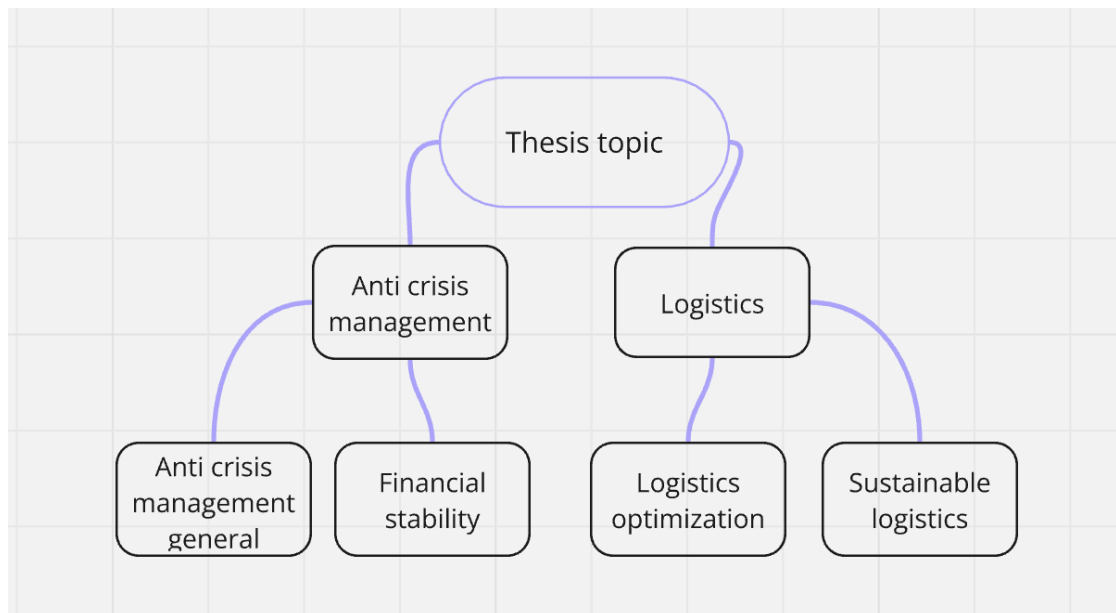 Thesis topic
Anti crisis
management
Logistics
Anti crisis
management
general
Financial
stability
Logistics
optimization
Sustainable
logistics